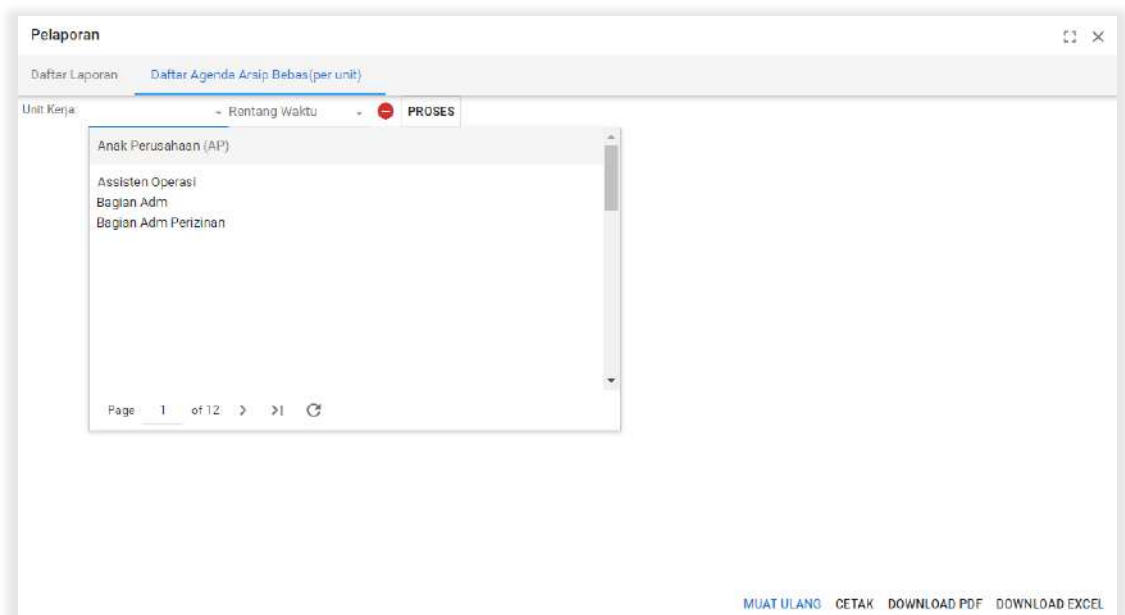 Pelaporan
Daftar Laporan Daftar Agenda Arsip Bebas(per unit)
Unit Kerja: Rentang Waktu PROSES
Anak Perusahaan (AP)
Assisten Operasi
Bagian Adm
Bagian Adm Perizinan
Page 1 of 12
MUAT ULANG CETAK DOWNLOAD PDF DOWNLOAD EXCEL